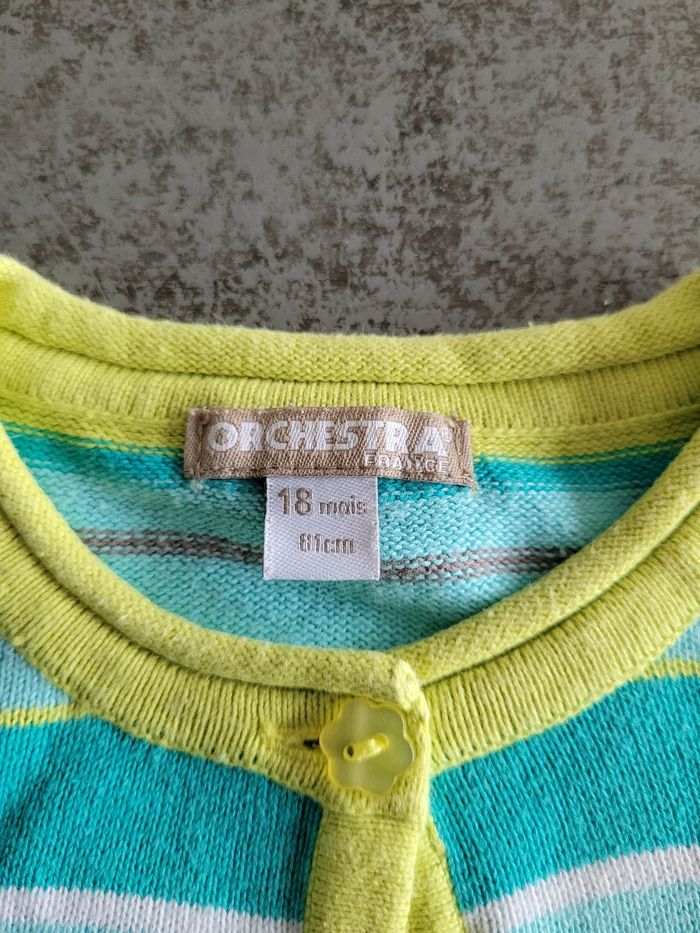 ORCHESTRA
FRANCE
18 mois
81cm